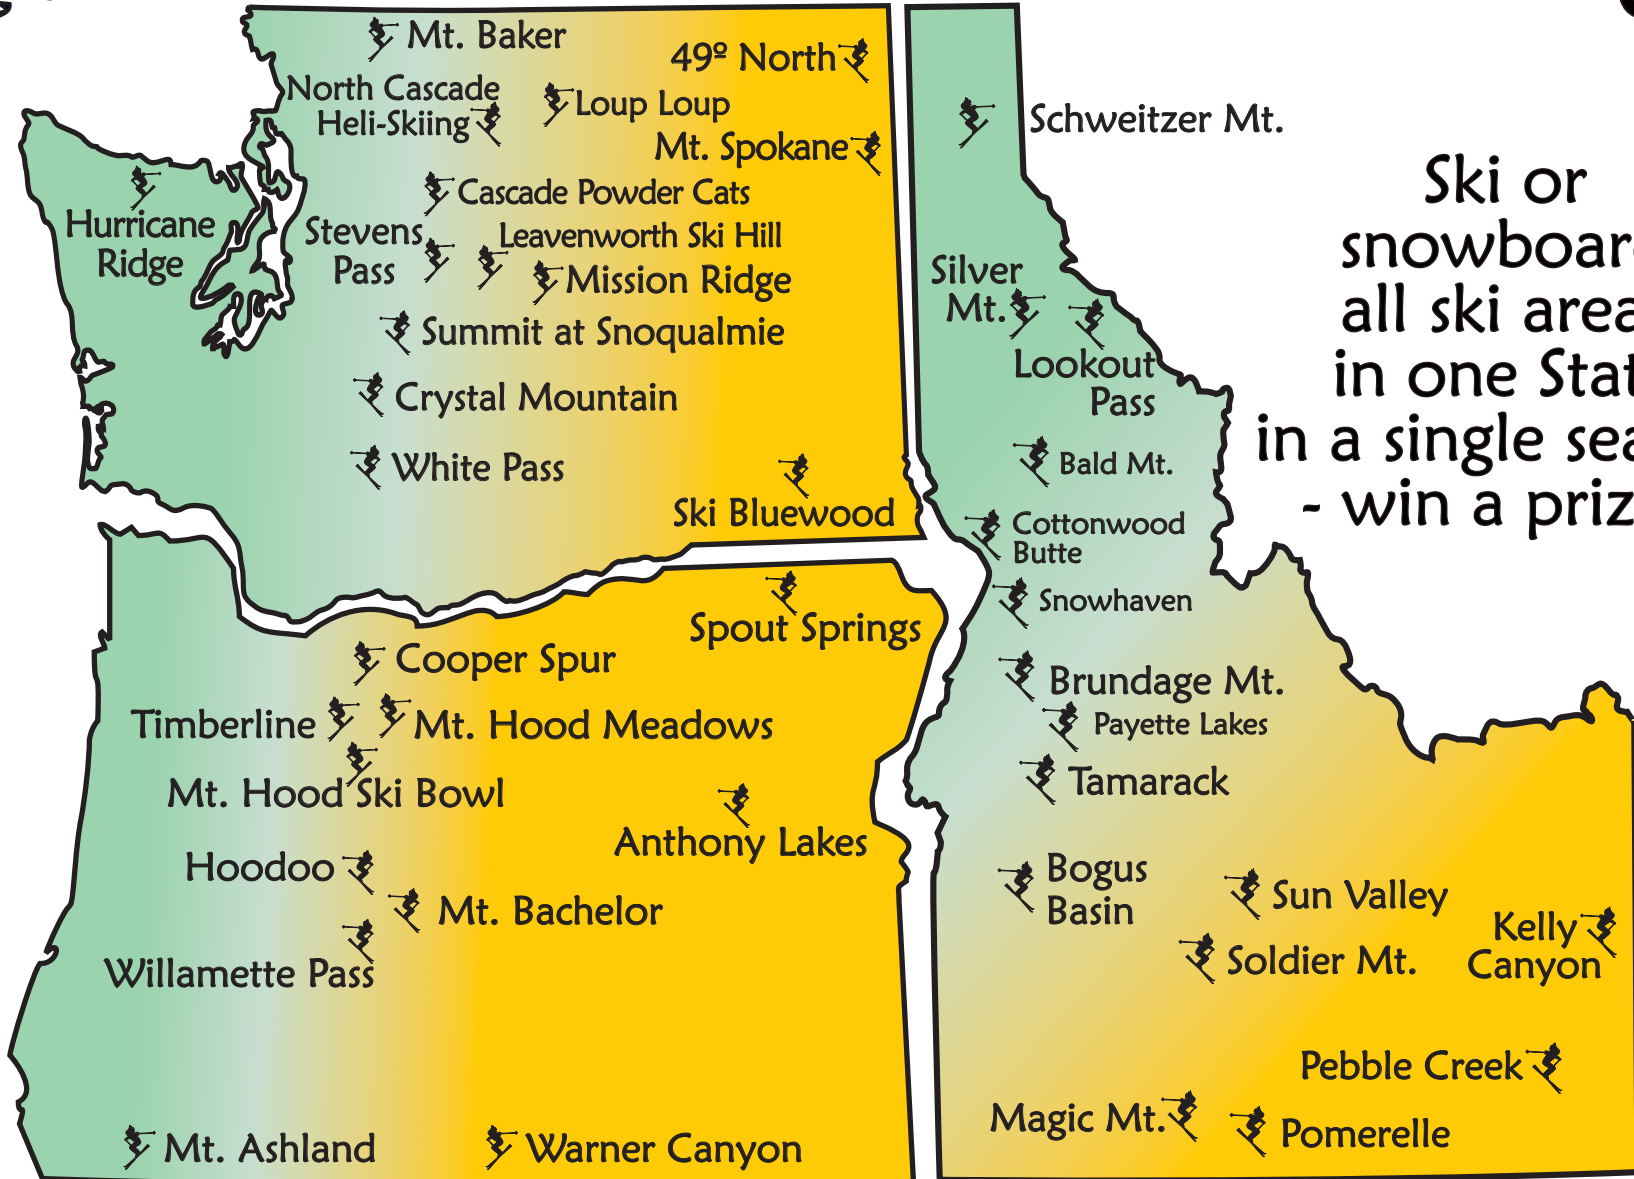 Mt. Baker
49º North
North Cascade
Heli-Skiing
Loup Loup
Mt. Spokane
Cascade Powder Cats
Hurricane
Ridge
Stevens
Pass
Leavenworth Ski Hill
Mission Ridge
Summit at Snoqualmie
Crystal Mountain
White Pass
Ski Bluewood
Schweitzer Mt.
Silver
Mt.
Lookout
Pass
Bald Mt.
Cottonwood
Butte
Snowhaven
Brundage Mt.
Payette Lakes
Tamarack
Bogus
Basin
Sun Valley
Soldier Mt.
Kelly
Canyon
Pebble Creek
Magic Mt.
Pomerelle
Spout Springs
Cooper Spur
Timberline
Mt. Hood Meadows
Mt. Hood Ski Bowl
Anthony Lakes
Hoodoo
Mt. Bachelor
Willamette Pass
Mt. Ashland
Warner Canyon
Ski or
snowboar
all ski area
in one Stat
in a single sea
- win a priz